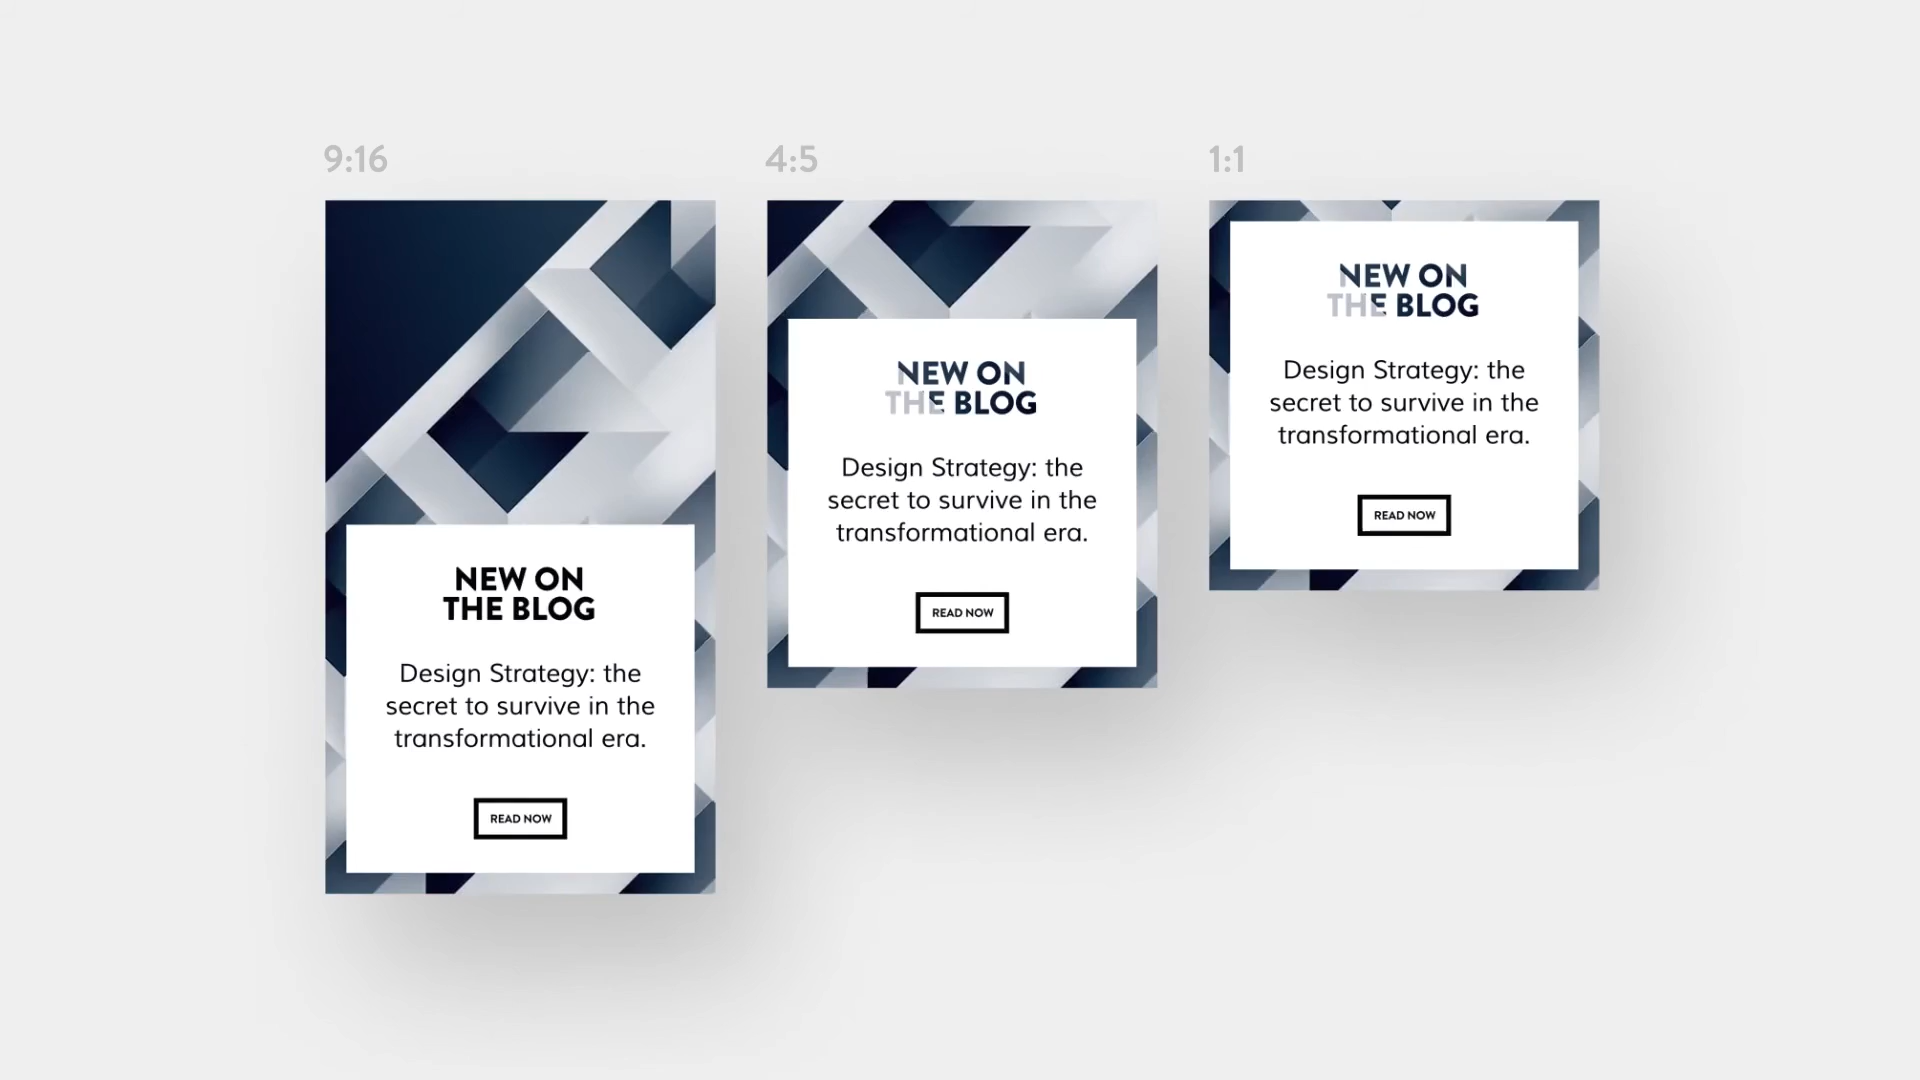 9:16
NEW ON
THE BLOG
Design Strategy: the
secret to survive in the
transformational era.
READ NOW
4:5
NEW ON
THE BLOG
Design Strategy: the
secret to survive in the
transformational era.
READ NOW
1:1
NEW ON
THE BLOG
Design Strategy: the
secret to survive in the
transformational era.
READ NOW